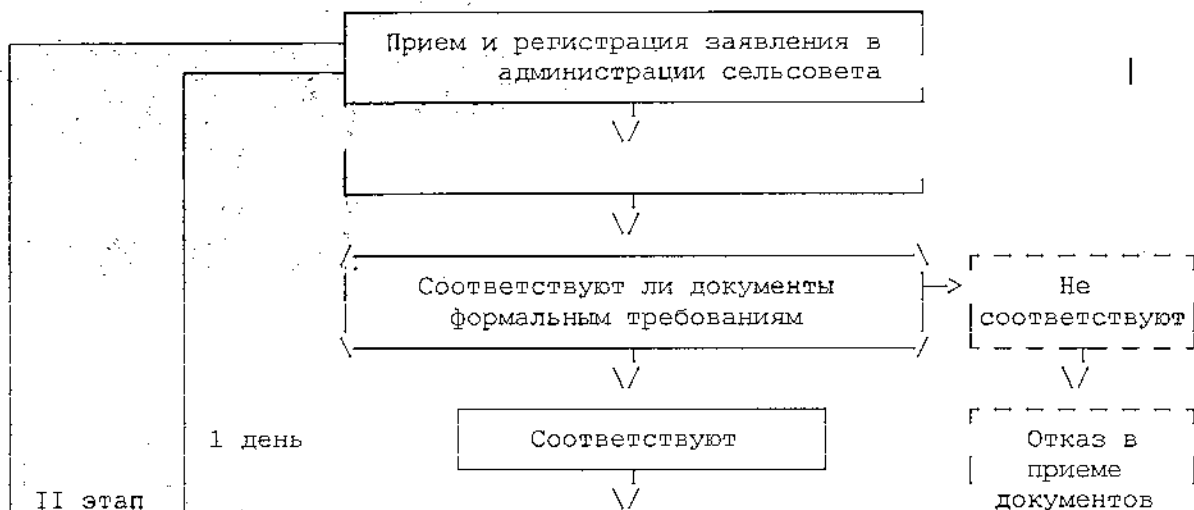 Прием и регистрация заявления в
администрации сельсовета
Соответствуют ли документы
формальным требованиям
Не
соответствуют
1 день
Соответствуют
Отказ в
приеме
документов
II этап